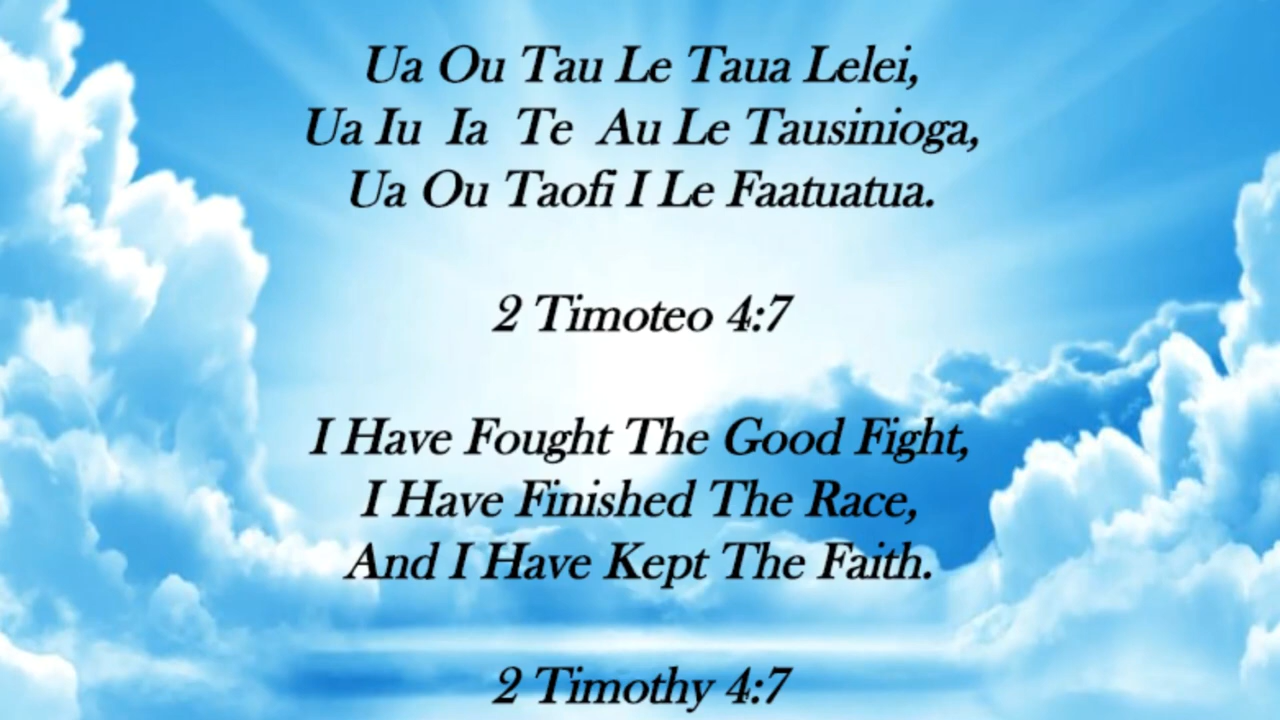 Ua Ou Tau Le Taua Lelei,
Ua Iu Ia Te Au Le Tausinioga,
Ua Ou Taofi I Le Faatuatua.
2 Timoteo 4:7
I Have Fought The Good Fight,
I Have Finished The Race,
And I Have Kept The Faith.
2 Timothy 4:7